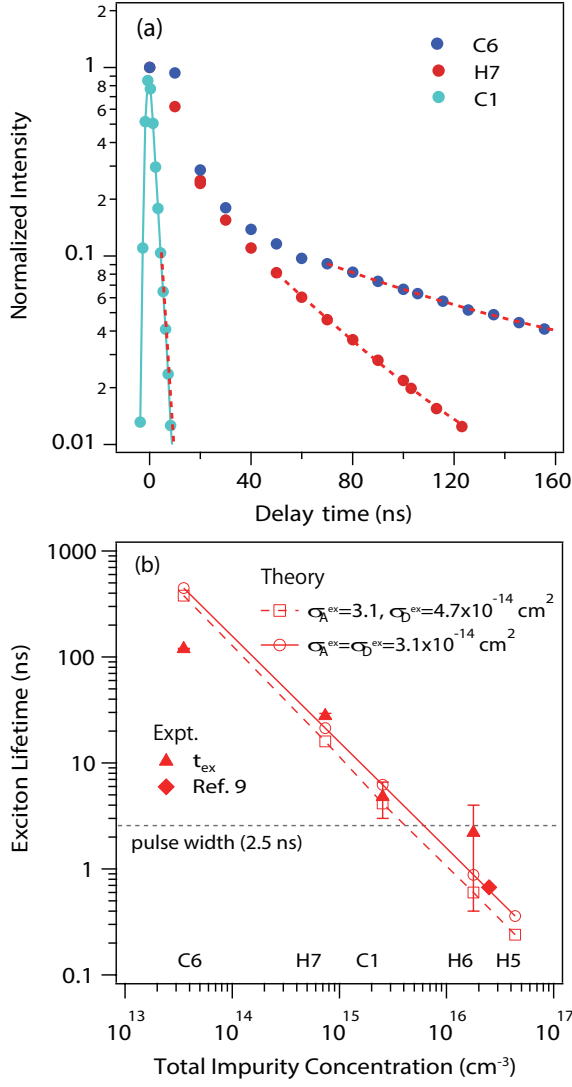 (a)
C6
H7
C1
1
8
6
4
2
0.1
8
6
4
2
0.01
Normalized Intensity
0
40
80
120
160
Delay time (ns)
(b)
1000
100
10
1
0.1
Exciton Lifetime (ns)
Theory
σ_A^ex=3.1, σ_D^ex=4.7x10^-14 cm^2
σ_A^ex=σ_D^ex=3.1x10^-14 cm^2
Expt.
t_ex
Ref. 9
pulse width (2.5 ns)
C6 H7 C1 H6 H5
10^13 10^14 10^15 10^16 10^17
Total Impurity Concentration (cm^-3)